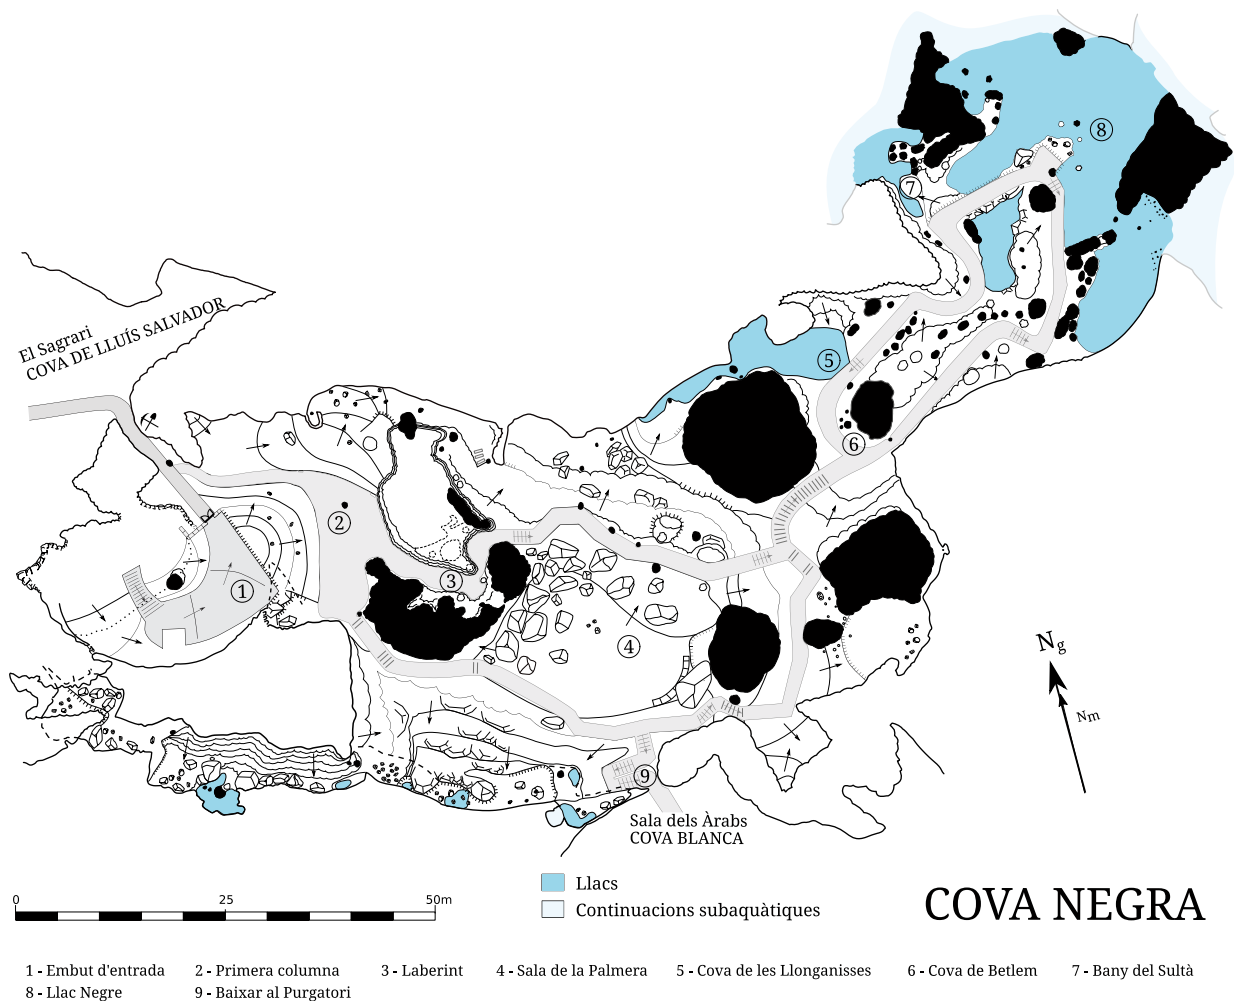 8
7
El Sagrari
COVA DE LLUÍS SALVADOR
5
6
2
3
1
4
Ng
Nm
9
Sala dels Àrabs
COVA BLANCA
0 25 50m
Llacs
Continuacions subaquàtiques
COVA NEGRA
1 - Embut d'entrada 2 - Primera columna 3 - Laberint 4 - Sala de la Palmera 5 - Cova de les Llonganisses 6 - Cova de Betlem 7 - Bany del Sultà
8 - Llac Negre 9 - Baixar al Purgatori